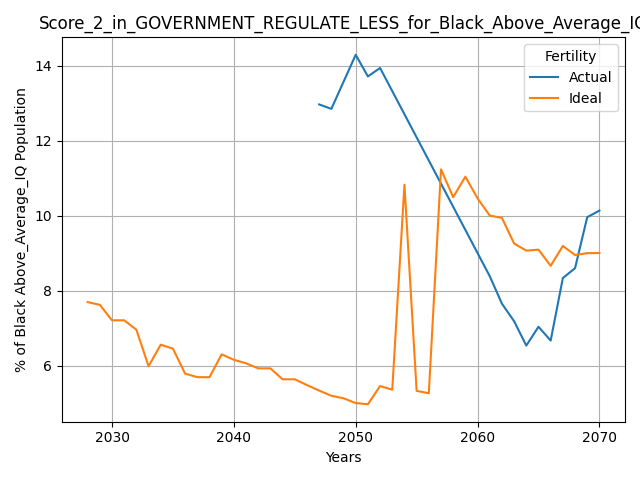 Score_2_in_GOVERNMENT_REGULATE_LESS_for_Black_Above_Average_IQ
% of Black Above_Average_IQ Population
14
12
10
8
6
Fertility
Actual
Ideal
2030 2040 2050 2060 2070
Years